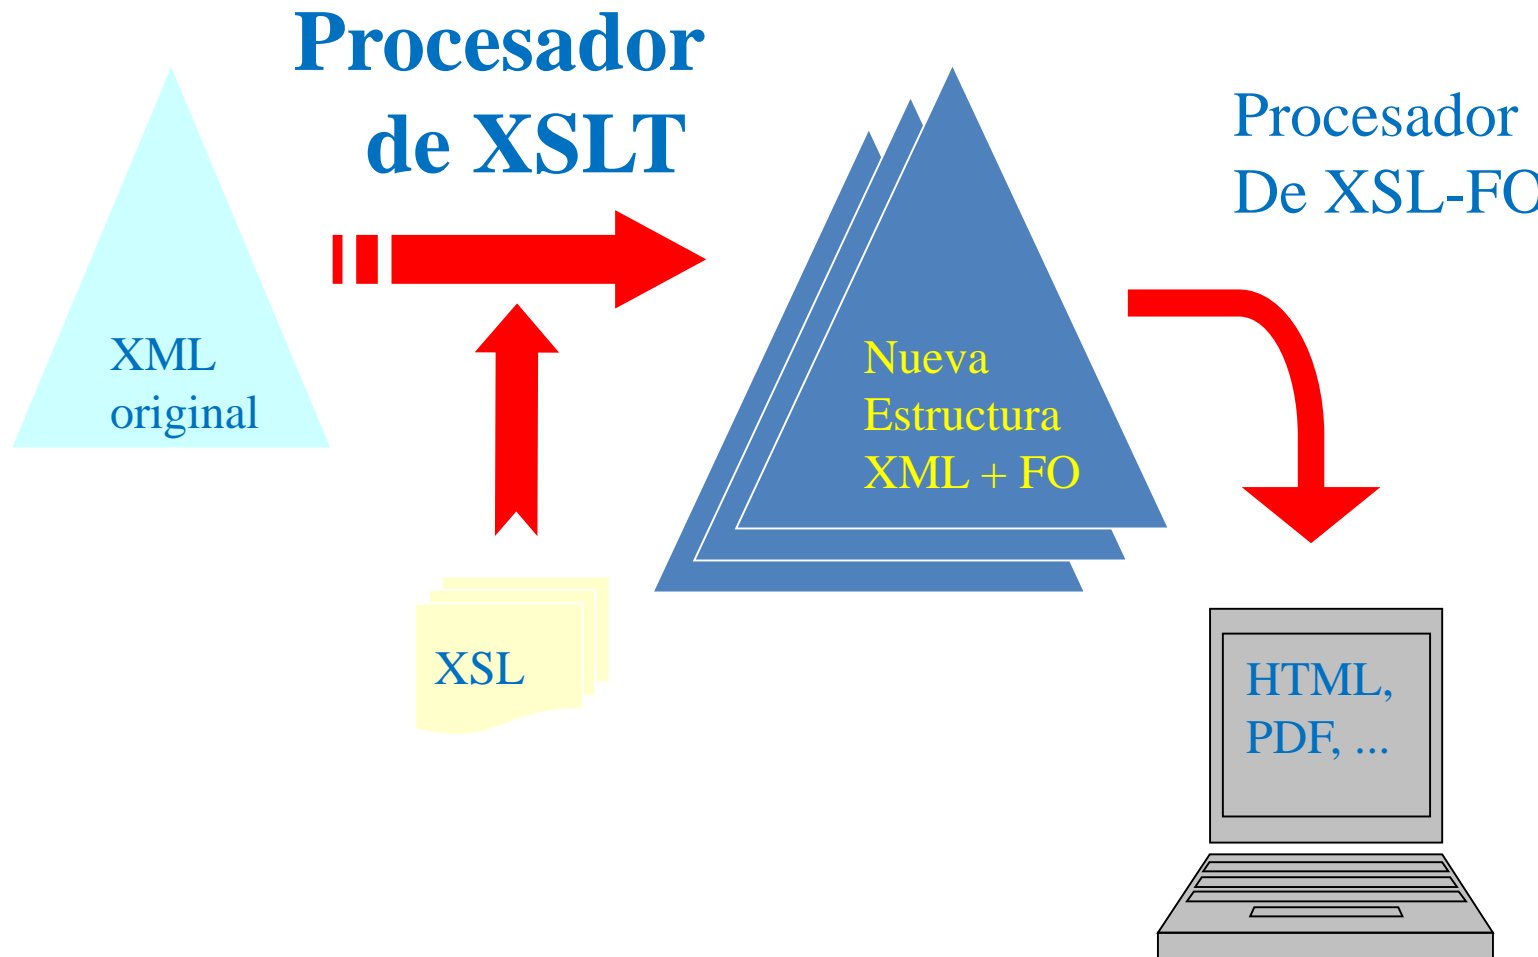 Procesador
de XSLT
Procesador
De XSL-FO
XML
original
Nueva
Estructura
XML + FO
XSL
HTML,
PDF, ...